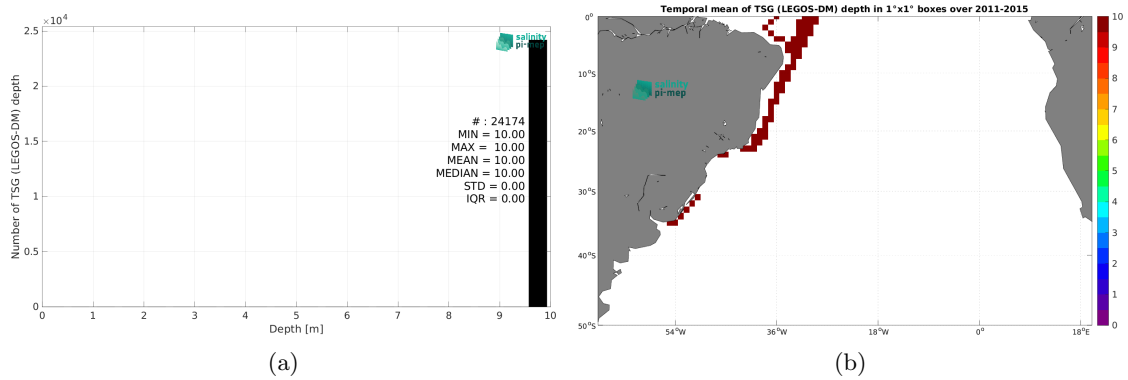 ×10⁴
2.5
2
1.5
1
0.5
0
Number of TSG (LEGOS-DM) depth
salinity
pi-mep
# : 24174
MIN = 10.00
MAX = 10.00
MEAN = 10.00
MEDIAN = 10.00
STD = 0.00
IQR = 0.00
0 1 2 3 4 5 6 7 8 9 10
Depth [m]
(a)
Temporal mean of TSG (LEGOS-DM) depth in 1°x1° boxes over 2011-2015
0°
10°S
20°S
30°S
40°S
50°S
salinity
pi-mep
54°W 36°W 18°W 0° 18°E
10
9
8
7
6
5
4
3
2
1
0
(b)